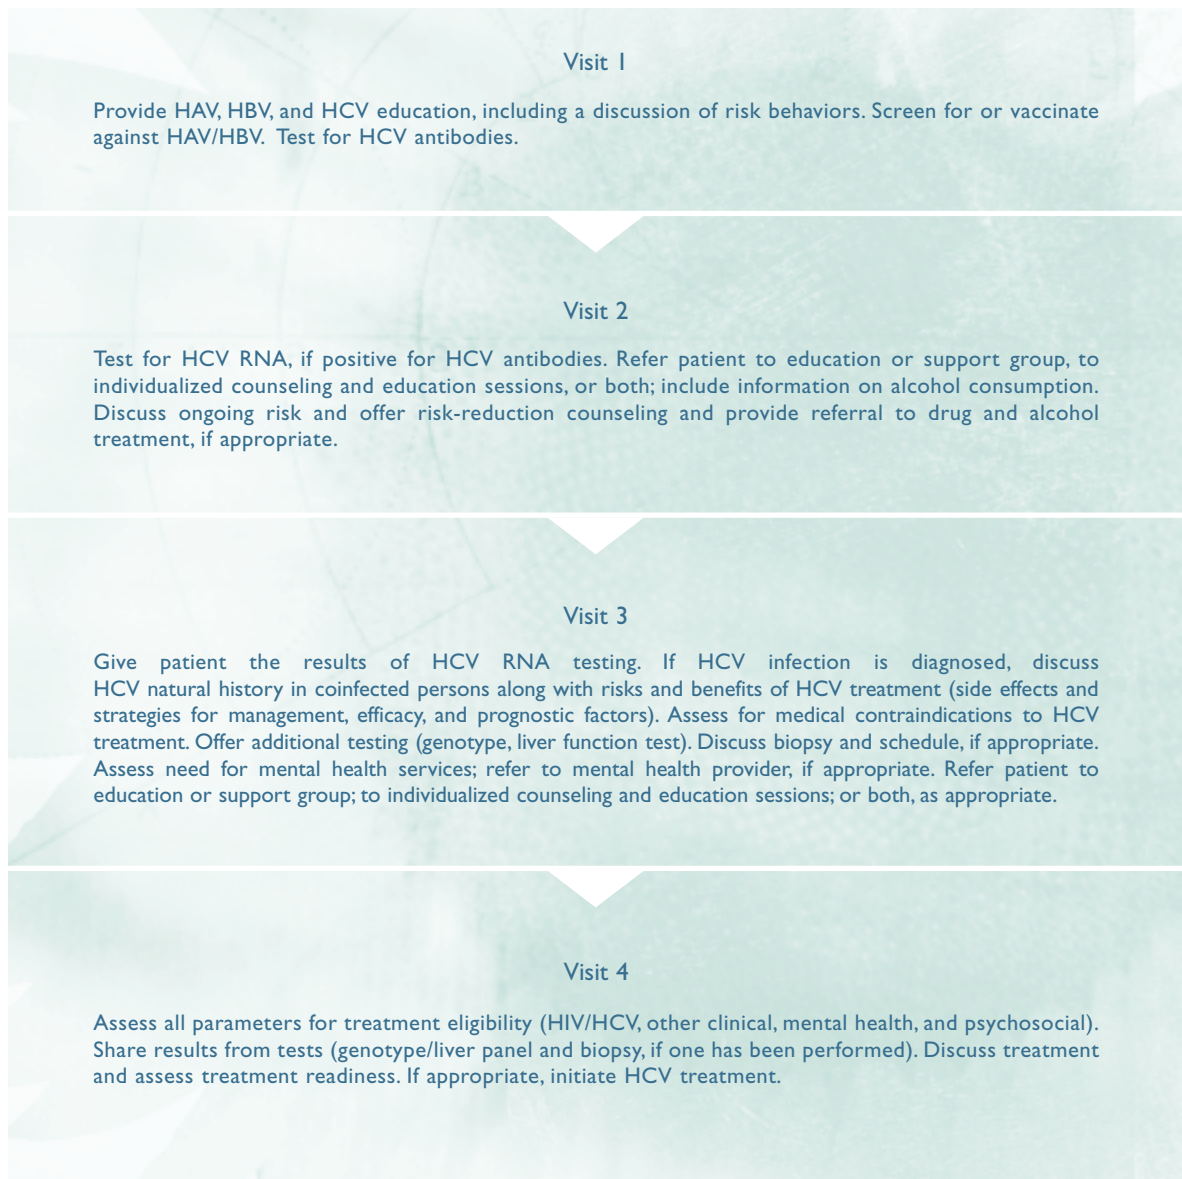 Visit 1
Provide HAV, HBV, and HCV education, including a discussion of risk behaviors. Screen for or vaccinate
against HAV/HBV.  Test for HCV antibodies.
Visit 2
Test for HCV RNA, if positive for HCV antibodies. Refer patient to education or support group, to
individualized counseling and education sessions, or both; include information on alcohol consumption.
Discuss ongoing risk and offer risk-reduction counseling and provide referral to drug and alcohol
treatment, if appropriate.
Visit 3
Give patient the results of HCV RNA testing. If HCV infection is diagnosed, discuss
HCV natural history in coinfected persons along with risks and benefits of HCV treatment (side effects and
strategies for management, efficacy, and prognostic factors). Assess for medical contraindications to HCV
treatment. Offer additional testing (genotype, liver function test). Discuss biopsy and schedule, if appropriate.
Assess need for mental health services; refer to mental health provider, if appropriate. Refer patient to
education or support group; to individualized counseling and education sessions; or both, as appropriate.
Visit 4
Assess all parameters for treatment eligibility (HIV/HCV, other clinical, mental health, and psychosocial).
Share results from tests (genotype/liver panel and biopsy, if one has been performed). Discuss treatment
and assess treatment readiness. If appropriate, initiate HCV treatment.